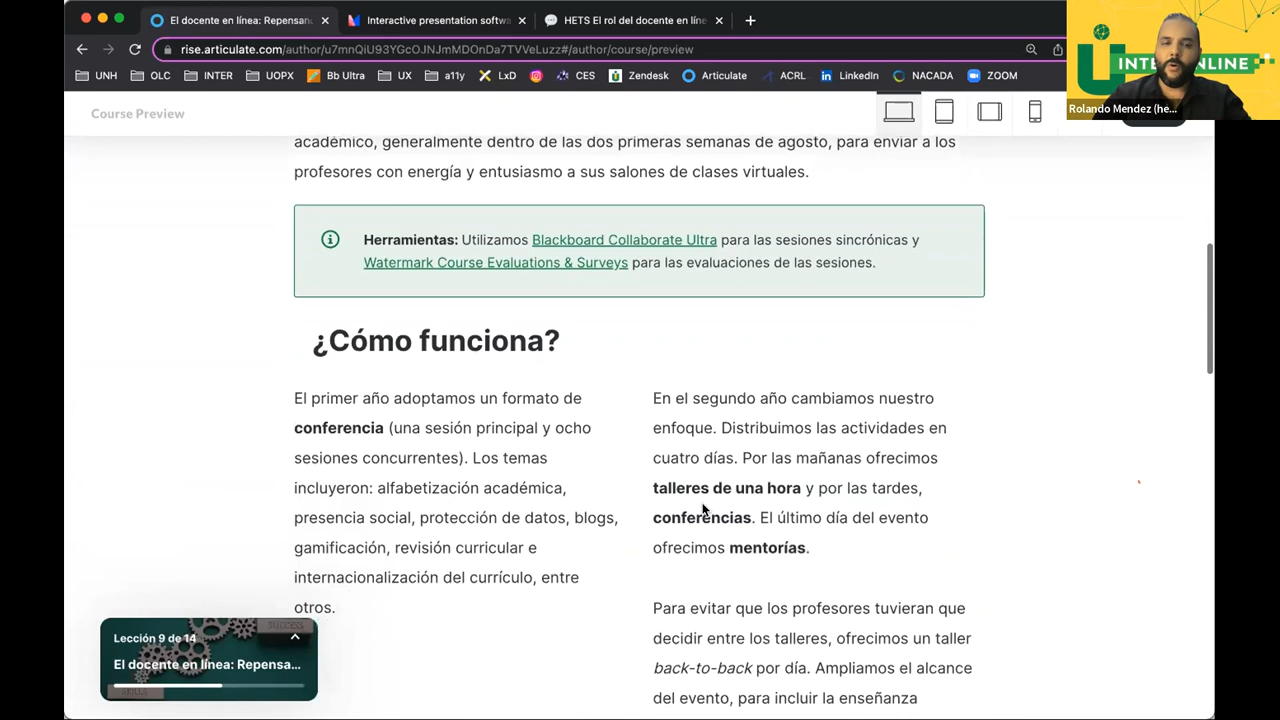 El docente en línea: Repensand
Interactive presentation softwa
HETS El rol del docente en líne
rise.articulate.com/author/u7mnQiU93YGcOJNJmMDOnDa7TVVeLuzz#/author/course/preview
UNH OLC INTER UOPX Bb Ultra UX a11y LxD CES Zendesk Articulate ACRL LinkedIn NACADA ZOOM
Rolando Mendez (he...
Course Preview
académico, generalmente dentro de las dos primeras semanas de agosto, para enviar a los
profesores con energía y entusiasmo a sus salones de clases virtuales.
Herramientas: Utilizamos Blackboard Collaborate Ultra para las sesiones sincrónicas y
Watermark Course Evaluations & Surveys para las evaluaciones de las sesiones.
¿Cómo funciona?
El primer año adoptamos un formato de
conferencia (una sesión principal y ocho
sesiones concurrentes). Los temas
incluyeron: alfabetización académica,
presencia social, protección de datos, blogs,
gamificación, revisión curricular e
internacionalización del currículo, entre
otros.
En el segundo año cambiamos nuestro
enfoque. Distribuimos las actividades en
cuatro días. Por las mañanas ofrecimos
talleres de una hora y por las tardes,
conferencias. El último día del evento
ofrecimos mentorías.
Para evitar que los profesores tuvieran que
decidir entre los talleres, ofrecimos un taller
back-to-back por día. Ampliamos el alcance
del evento, para incluir la enseñanza
SUCCESS
Lección 9 de 14
El docente en línea: Repensa...
SKILLS